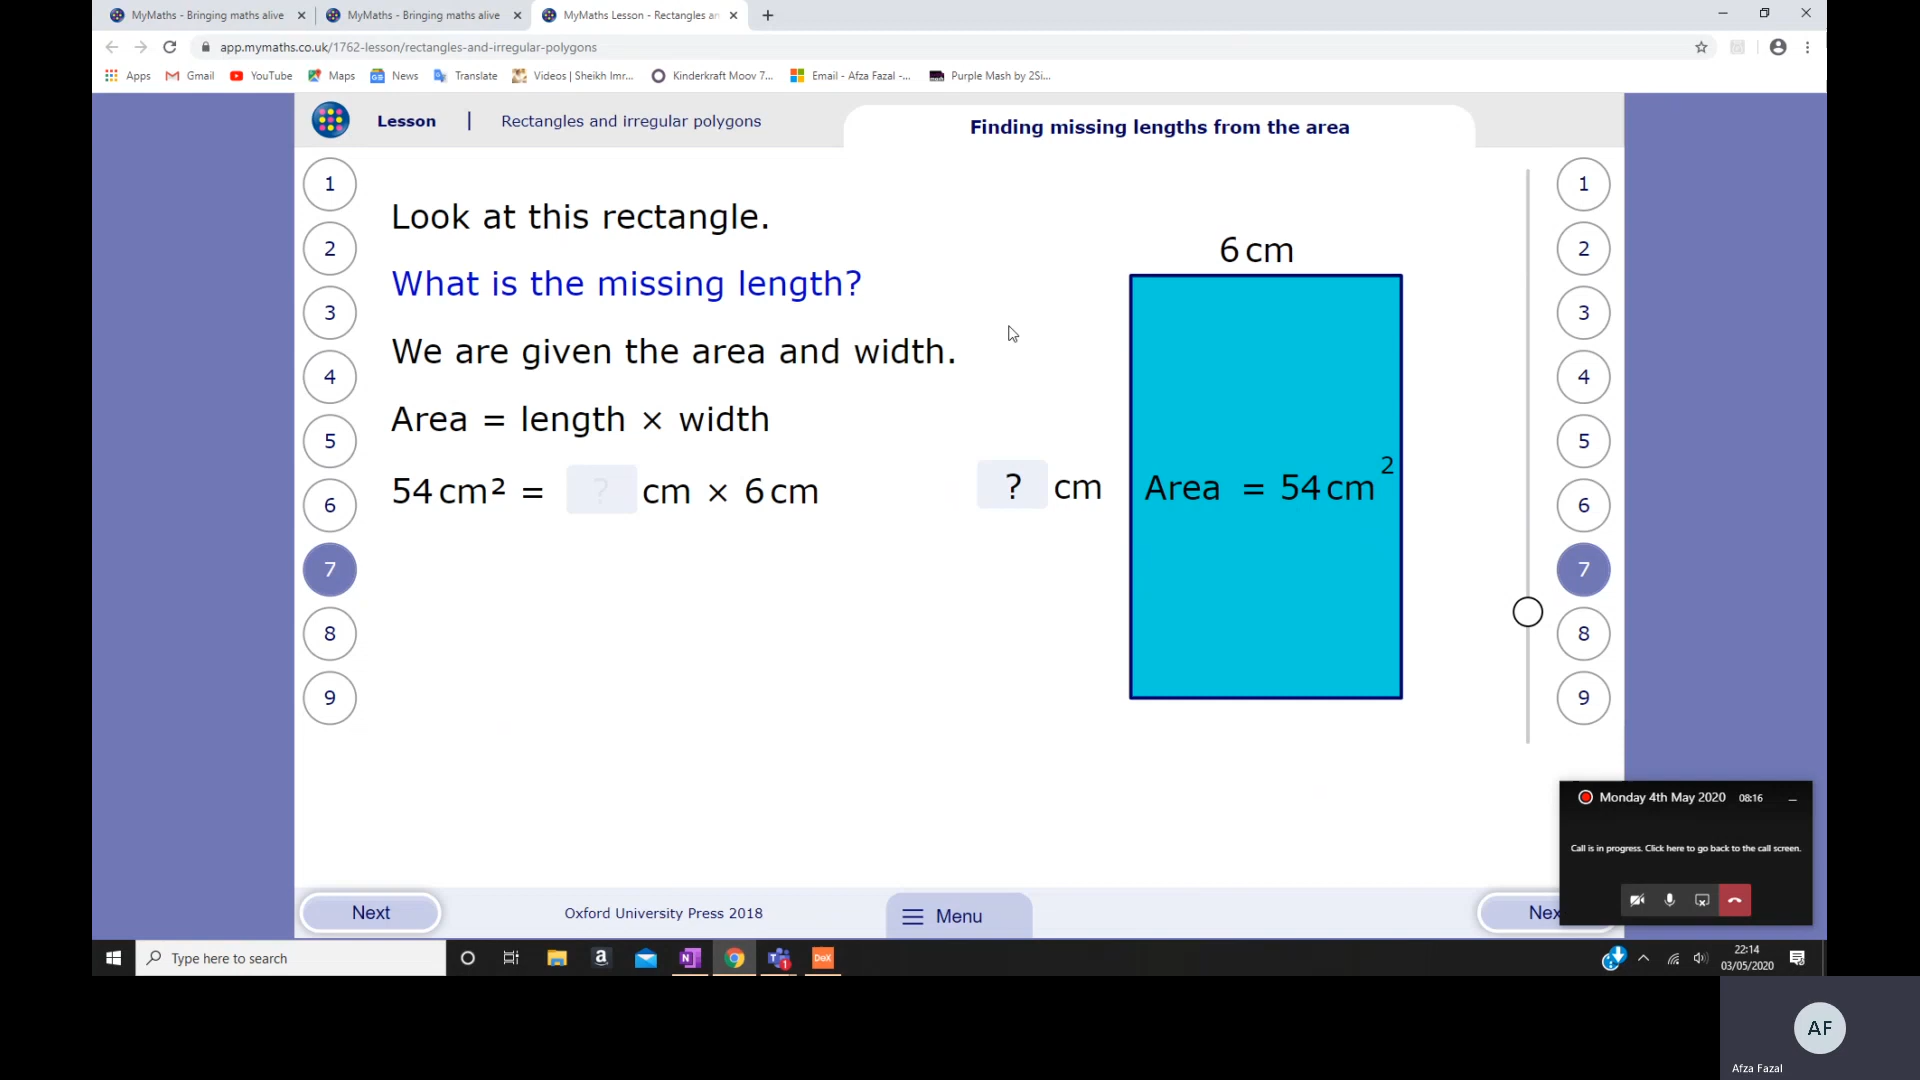 MyMaths - Bringing maths alive
MyMaths - Bringing maths alive
MyMaths Lesson - Rectangles an
app.mymaths.co.uk/1762-lesson/rectangles-and-irregular-polygons
Apps Gmail YouTube Maps News Translate Videos | Sheikh Imr... Kinderkraft Moov 7... Email - Afza Fazal -... Purple Mash by 2Si...
Lesson | Rectangles and irregular polygons
Finding missing lengths from the area
1
2
3
4
5
6
7
8
9
Look at this rectangle.
What is the missing length?
We are given the area and width.
Area = length × width
54 cm² = ? cm × 6 cm
6 cm
? cm
Area = 54 cm²
1
2
3
4
5
6
7
8
9
Monday 4th May 2020 08:16
Call is in progress. Click here to go back to the call screen.
Next
Oxford University Press 2018
Menu
Nex
Type here to search
N
a
1
DeX
22:14
03/05/2020
AF
Afza Fazal